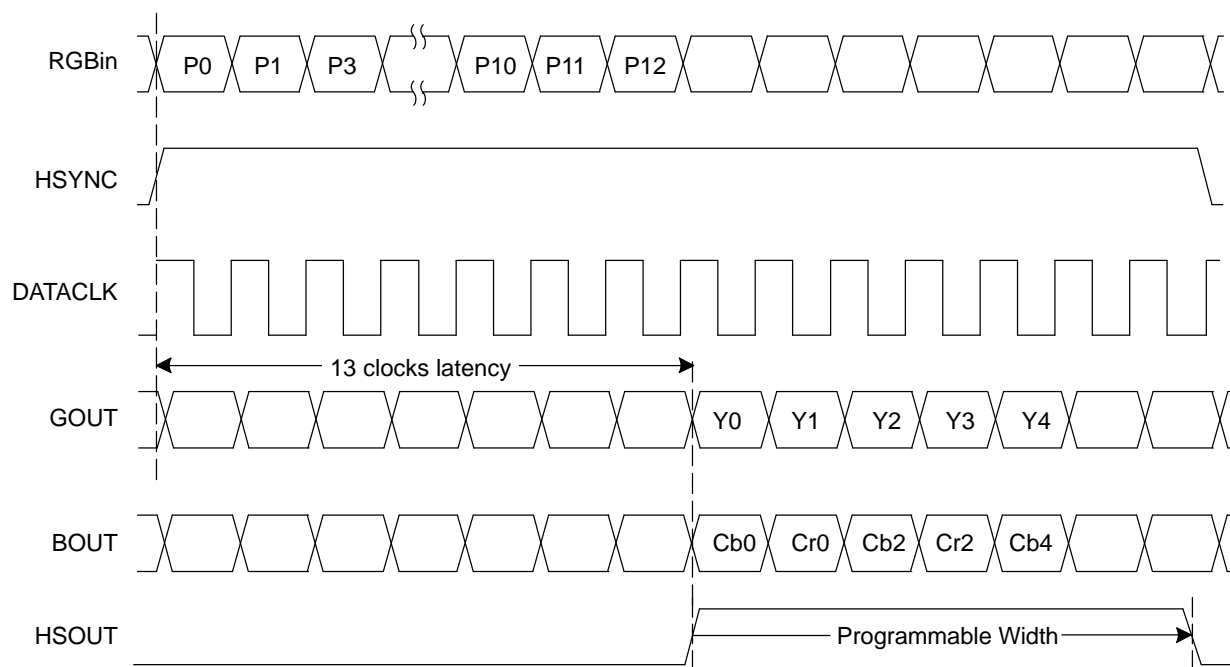 RGBin P0 P1 P3 P10 P11 P12
HSYNC
DATACLK
13 clocks latency
GOUT Y0 Y1 Y2 Y3 Y4
BOUT Cb0 Cr0 Cb2 Cr2 Cb4
HSOUT Programmable Width